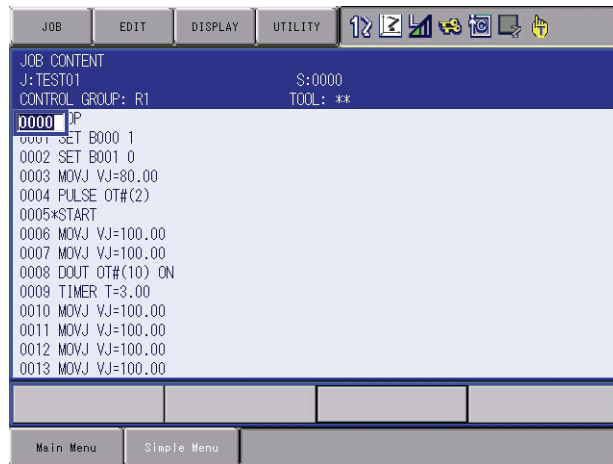 JOB EDIT DISPLAY UTILITY
JOB CONTENT
J:TEST01 S:0000
CONTROL GROUP: R1 TOOL: **
0000 OP
0001 SET B000 1
0002 SET B001 0
0003 MOVJ VJ=80.00
0004 PULSE OT#(2)
0005*START
0006 MOVJ VJ=100.00
0007 MOVJ VJ=100.00
0008 DOUT OT#(10) ON
0009 TIMER T=3.00
0010 MOVJ VJ=100.00
0011 MOVJ VJ=100.00
0012 MOVJ VJ=100.00
0013 MOVJ VJ=100.00
Main Menu Simple Menu